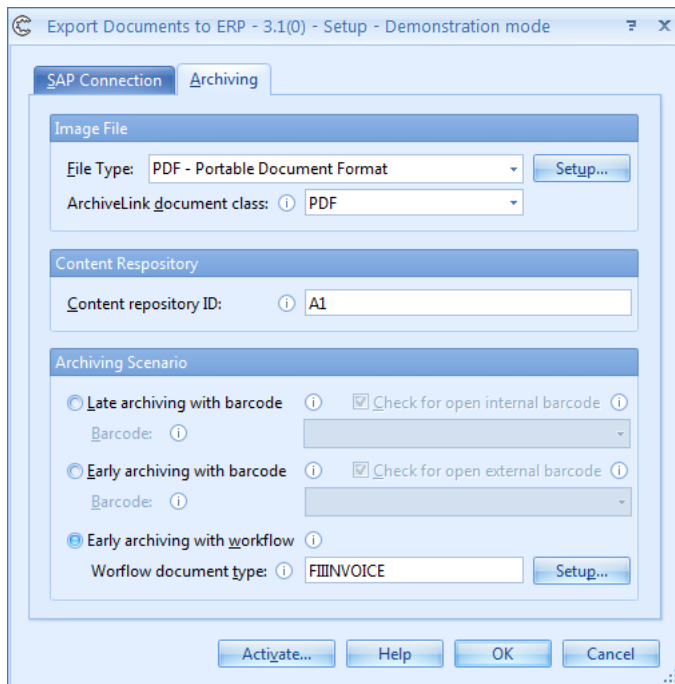 Export Documents to ERP - 3.1(0) - Setup - Demonstration mode
SAP Connection Archiving
Image File
File Type: PDF - Portable Document Format Setup...
ArchiveLink document class: PDF
Content Respository
Content repository ID: A1
Archiving Scenario
Late archiving with barcode Check for open internal barcode
Barcode:
Early archiving with barcode Check for open external barcode
Barcode:
Early archiving with workflow
Worflow document type: FIIINVOICE Setup...
Activate... Help OK Cancel